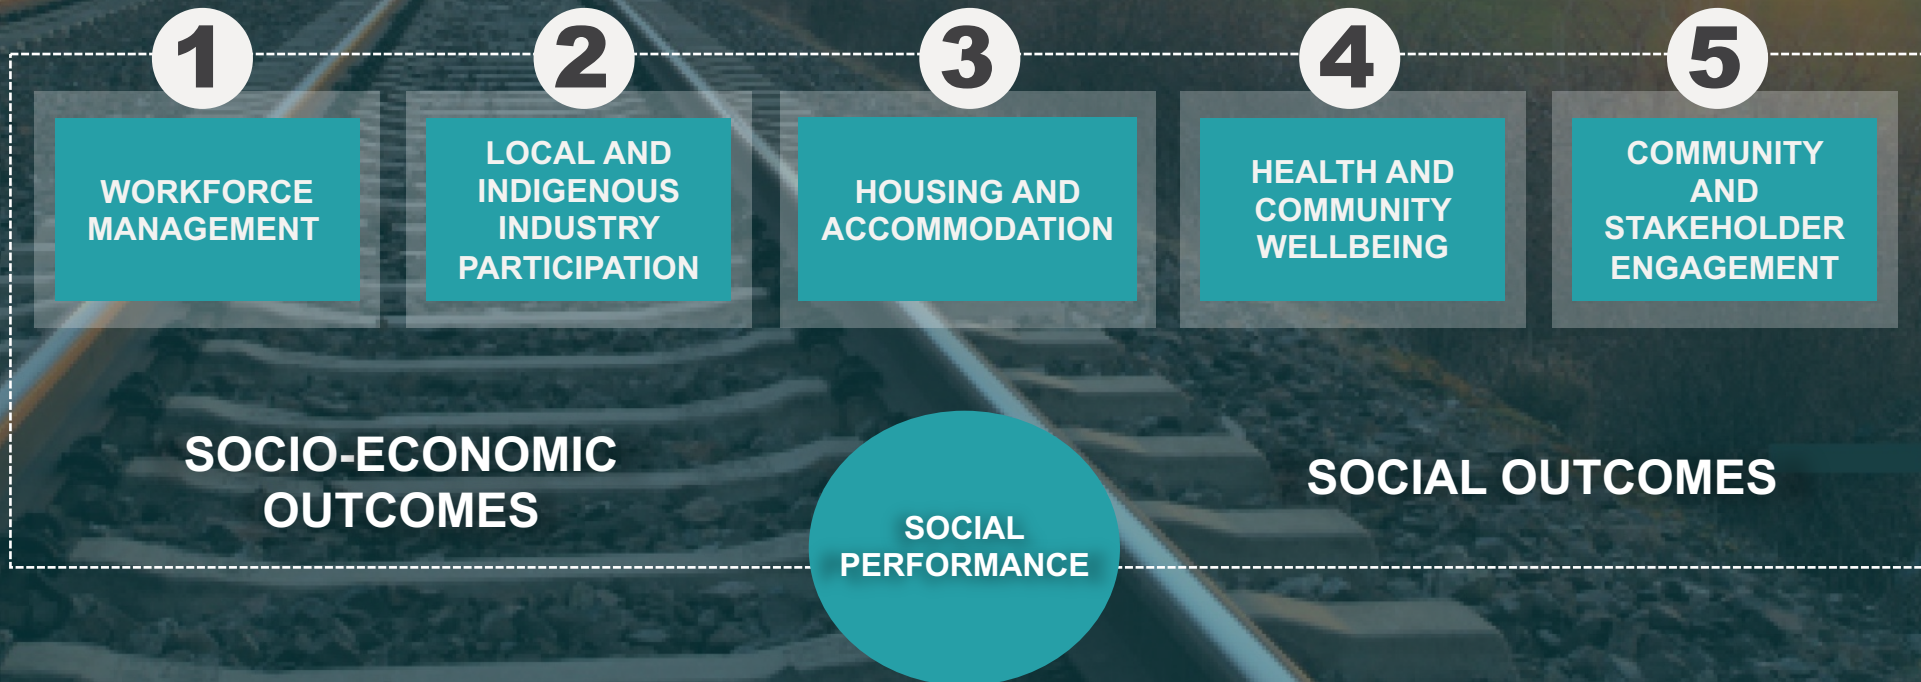 1
WORKFORCE
MANAGEMENT
2
LOCAL AND
INDIGENOUS
INDUSTRY
PARTICIPATION
3
HOUSING AND
ACCOMMODATION
4
HEALTH AND
COMMUNITY
WELLBEING
5
COMMUNITY
AND
STAKEHOLDER
ENGAGEMENT
SOCIO-ECONOMIC
OUTCOMES
SOCIAL
PERFORMANCE
SOCIAL OUTCOMES